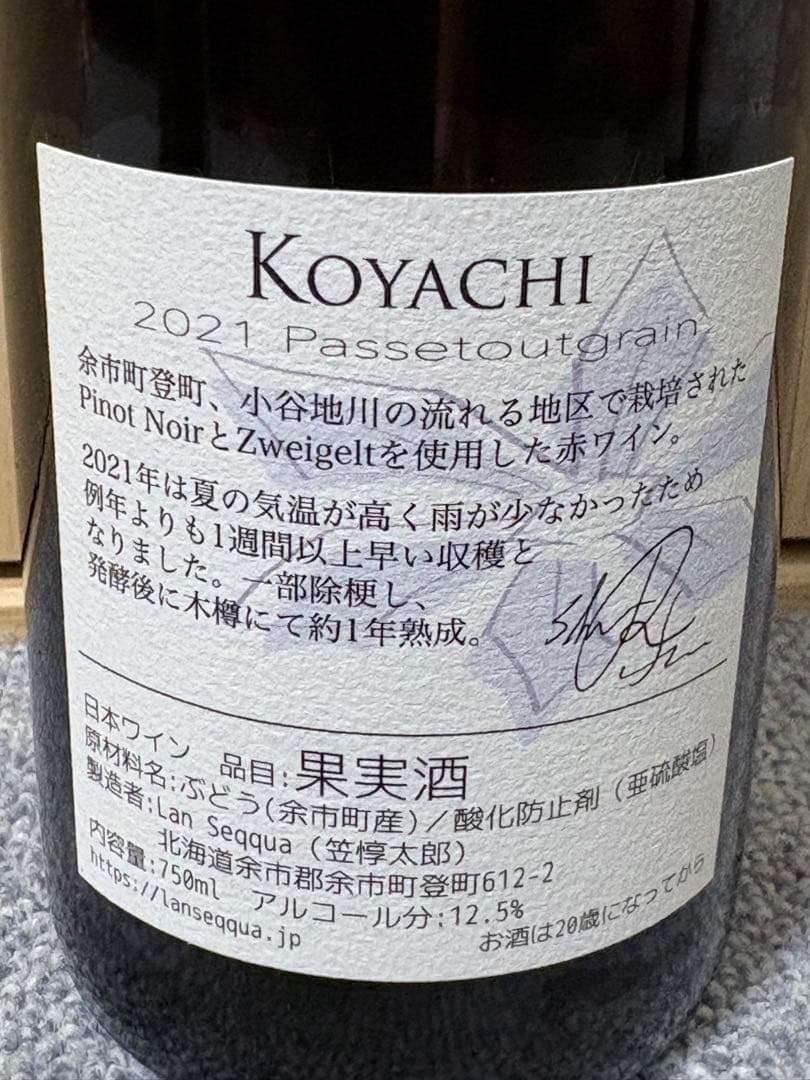 KOYACHI
2021 Passetoutgrain
余市町登町、小谷地川の流れる地区で栽培された
Pinot NoirとZweigeltを使用した赤ワイン。
2021年は夏の気温が高く雨が少なかったため
例年よりも1週間以上早い収穫と
なりました。一部除梗し、
発酵後に木樽にて約1年熟成。
日本ワイン 品目:果実酒
原材料名:ぶどう(余市町産)/酸化防止剤(亜硫酸塩)
製造者:Lan Seqqua(笠惇太郎)
北海道余市郡余市町登町612-2
内容量:750ml アルコール分:12.5%
https://lanseqqua.jp
お酒は20歳になってから